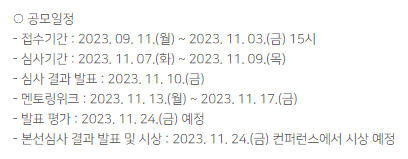 ○ 공모일정
- 접수기간 : 2023. 09. 11.(월) ~ 2023. 11. 03.(금) 15시
- 심사기간 : 2023. 11. 07.(화) ~ 2023. 11. 09.(목)
- 심사 결과 발표 : 2023. 11. 10.(금)
- 멘토링위크 : 2023. 11. 13.(월) ~ 2023. 11. 17.(금)
- 발표 평가 : 2023. 11. 24.(금) 예정
- 본선심사 결과 발표 및 시상 : 2023. 11. 24.(금) 컨퍼런스에서 시상 예정